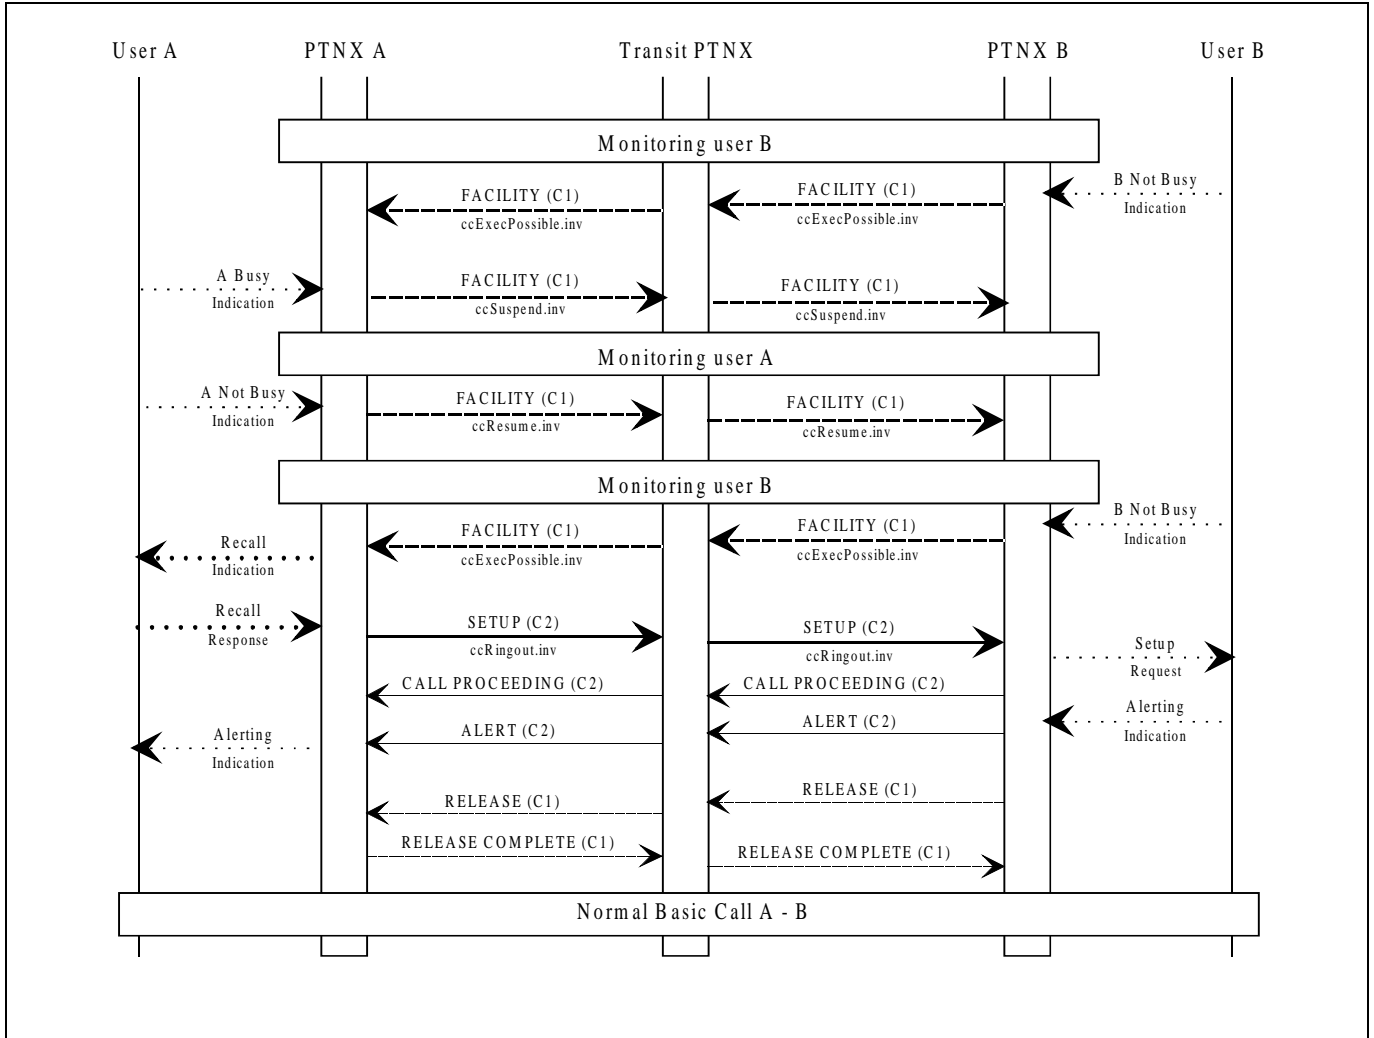 User A PTNX A Transit PTNX PTNX B User B
Monitoring user B
B Not Busy
Indication
FACILITY (C1)
ccExecPossible.inv
FACILITY (C1)
ccExecPossible.inv
A Busy
Indication
FACILITY (C1)
ccSuspend.inv
FACILITY (C1)
ccSuspend.inv
Monitoring user A
A Not Busy
Indication
FACILITY (C1)
ccResume.inv
FACILITY (C1)
ccResume.inv
Monitoring user B
B Not Busy
Indication
FACILITY (C1)
ccExecPossible.inv
FACILITY (C1)
ccExecPossible.inv
Recall
Indication
Recall
Response
SETUP (C2)
ccRingout.inv
SETUP (C2)
ccRingout.inv
Setup
Request
CALL PROCEEDING (C2)
CALL PROCEEDING (C2)
Alerting
Indication
ALERT (C2)
ALERT (C2)
Alerting
Indication
RELEASE (C1)
RELEASE (C1)
RELEASE COMPLETE (C1)
RELEASE COMPLETE (C1)
Normal Basic Call A - B